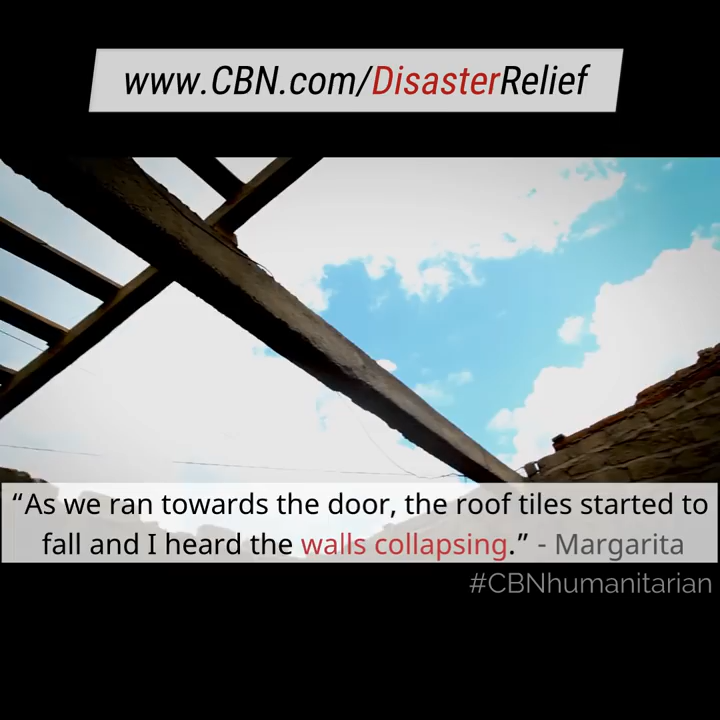 www.CBN.com/DisasterRelief
“As we ran towards the door, the roof tiles started to
fall and I heard the walls collapsing.” - Margarita
#CBNhumanitarian